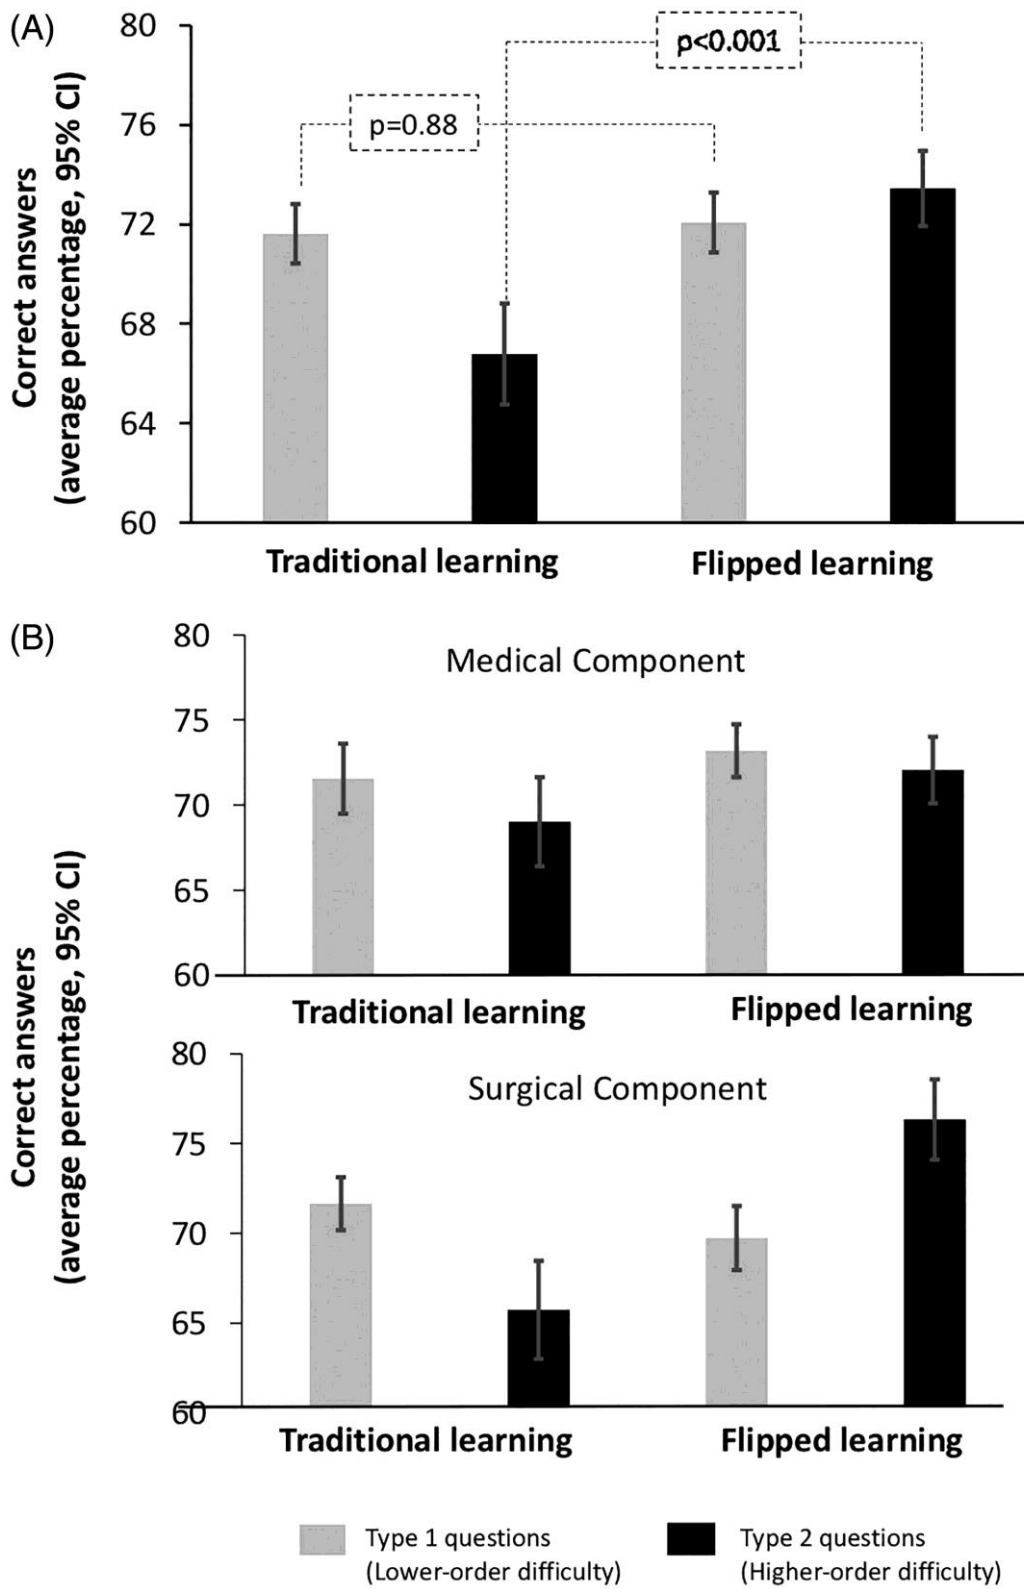 (A)
Correct answers
(average percentage, 95% CI)
80
76
72
68
64
60
p=0.88
p<0.001
Traditional learning
Flipped learning
(B)
Correct answers
(average percentage, 95% CI)
80
75
70
65
60
Medical Component
Traditional learning
Flipped learning
80
75
70
65
60
Surgical Component
Traditional learning
Flipped learning
Type 1 questions
(Lower-order difficulty)
Type 2 questions
(Higher-order difficulty)